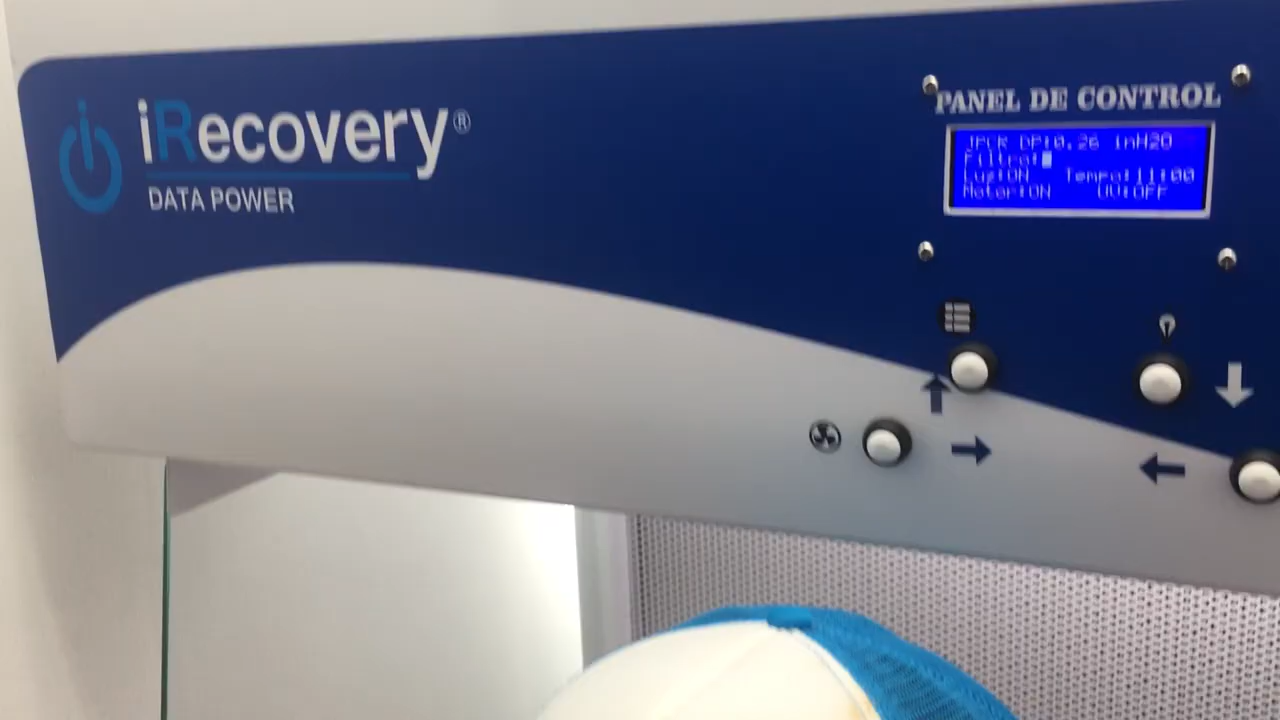 iRecovery®
DATA POWER
PANEL DE CONTROL
JPCR DP:0.26 inH2O
Filtro:
Luz:ON Tempo:11:00
Motor:ON UV:OFF